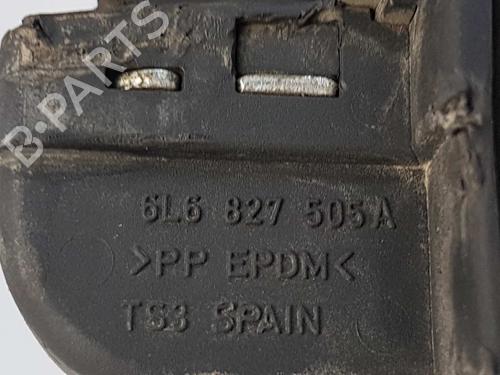 B-PARTS
6L6 827 505 A
>PP EPDM<
TS3 SPAIN